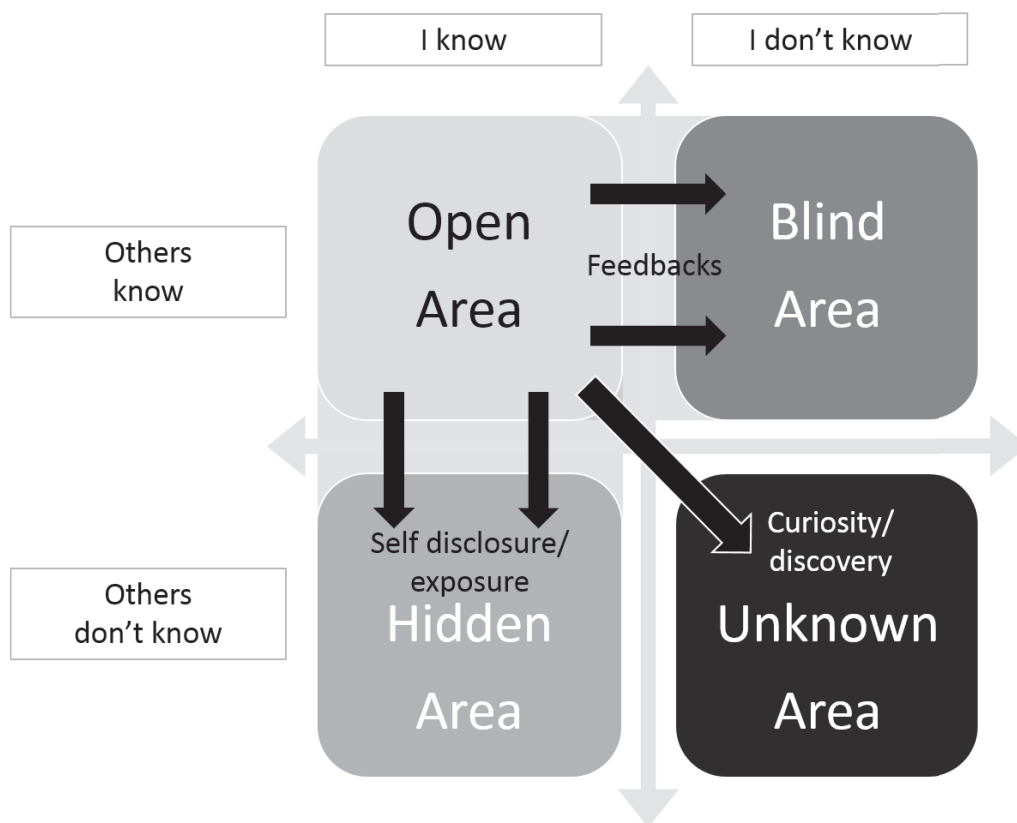 I know
I don't know
Others
know
Open
Area
Feedbacks
Blind
Area
Others
don't know
Self disclosure/
exposure
Hidden
Area
Curiosity/
discovery
Unknown
Area